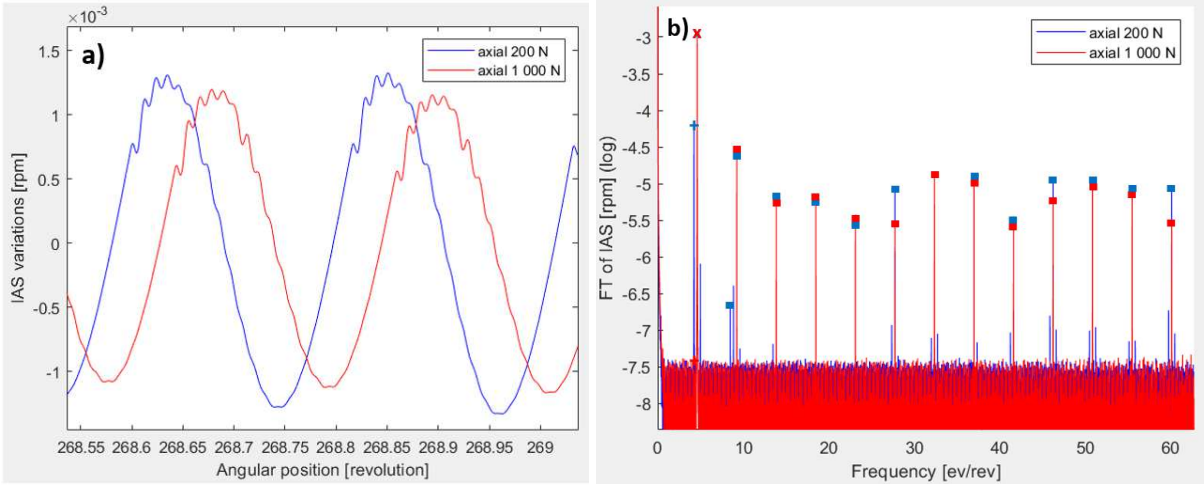 ×10⁻³
a)
axial 200 N
axial 1 000 N
IAS variations [rpm]
1.5
1
0.5
0
-0.5
-1
268.55 268.6 268.65 268.7 268.75 268.8 268.85 268.9 268.95 269
Angular position [revolution]
b)
axial 200 N
axial 1 000 N
FT of IAS [rpm] (log)
-3
-3.5
-4
-4.5
-5
-5.5
-6
-6.5
-7
-7.5
-8
0 10 20 30 40 50 60
Frequency [ev/rev]